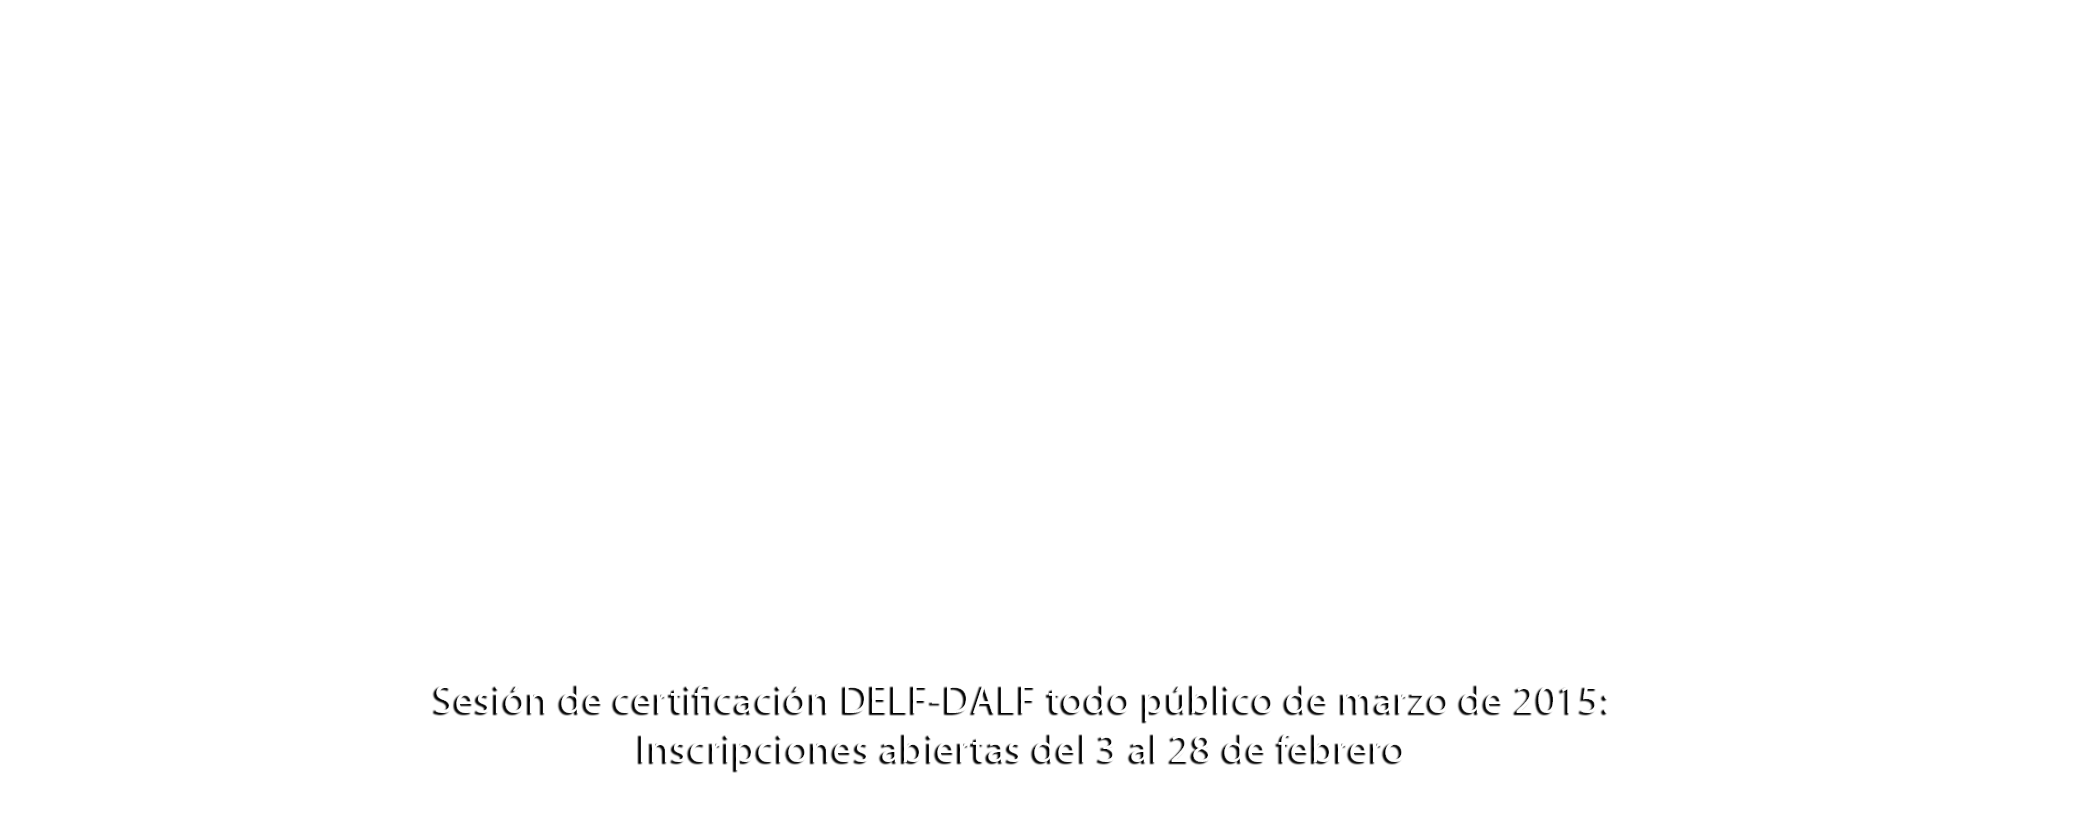 Sesión de certificación DELF-DALF todo público de marzo de 2015:
Inscripciones abiertas del 3 al 28 de febrero